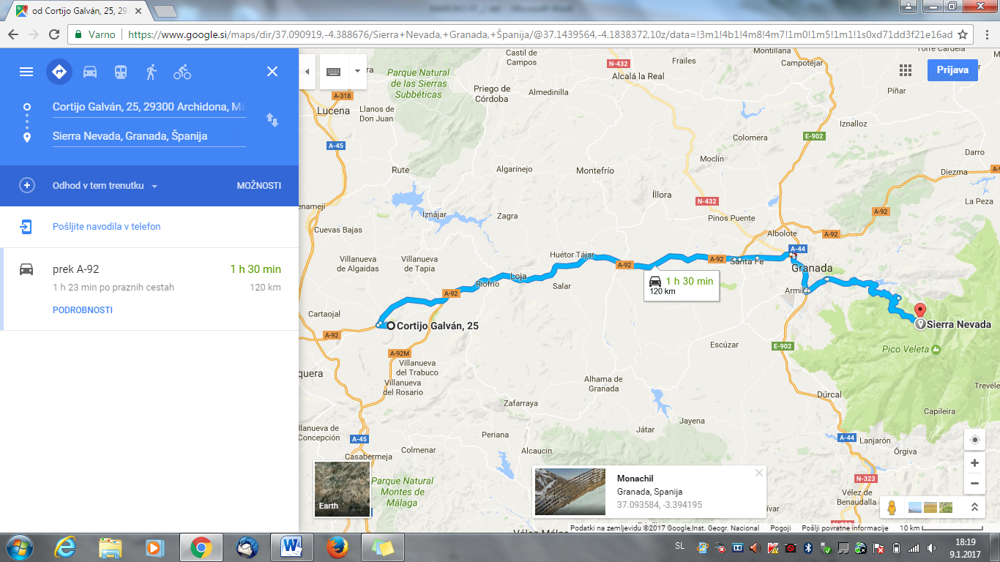 od Cortijo Galván, 25, 29
Varno
https://www.google.si/maps/dir/37.090919,-4.388676/Sierra+Nevada,+Granada,+Španija/@37.1439564,-4.1838372,10z/data=!3m1!4b1!4m8!4m7!1m0!1m5!1m1!1s0xd71dd3f21e16ad
Cortijo Galván, 25, 29300 Archidona, Má
Sierra Nevada, Granada, Španija
Odhod v tem trenutku
MOŽNOSTI
Pošljite navodila v telefon
prek A-92
1 h 30 min
1 h 23 min po praznih cestah
120 km
PODROBNOSTI
Prijava
Castil de
Campos
N-432
Frailes
Montillana
Campotéjar
Torre Cardela
Parque Natural
de las Sierras
Subbéticas
Alcalá la Real
Píñar
A-318
Priego de
Córdoba
Almedinilla
Lucena
Llanos de
Don Juan
Iznalloz
A-45
E-902
Colomera
Moclín
Darro
Rute
Algarinejo
Montefrío
Diezma
A-92
Íllora
N-432
La Peza
Benamejí
Iznájar
Zagra
Pinos Puente
A-92
Cuevas Bajas
Albolote
A-92
Villanueva
de Algaidas
Villanueva
de Tapia
Huétor Tájar
A-92
A-92
Santa Fe
A-44
Granada
Riofrío
Loja
Salar
1 h 30 min
120 km
Armilla
A-92
Cartaojal
A-92
Cortijo Galván, 25
Sierra Nevada
Escúzar
E-902
Pico Veleta
A-92M
Villanueva
del Trabuco
Villanueva
del Rosario
Alhama de
Granada
Trevélez
Dúrcal
Zafarraya
Capileira
Villanueva de
Concepción
A-45
Casabermeja
Periana
Colmenar
Alcaucín
Játar
Jayena
A-44
Lanjarón
Órgiva
N-323
Vélez de
Benaudalla
Parque Natural
Montes de
Málaga
Earth
Monachil
Granada, Spanija
37.093584, -3.394195
Podatki na zemljevidu ©2017 Google,Inst. Geogr. Nacional
Pogoji
Pošlji povratne informacije
10 km
SL
18:19
9.1.2017